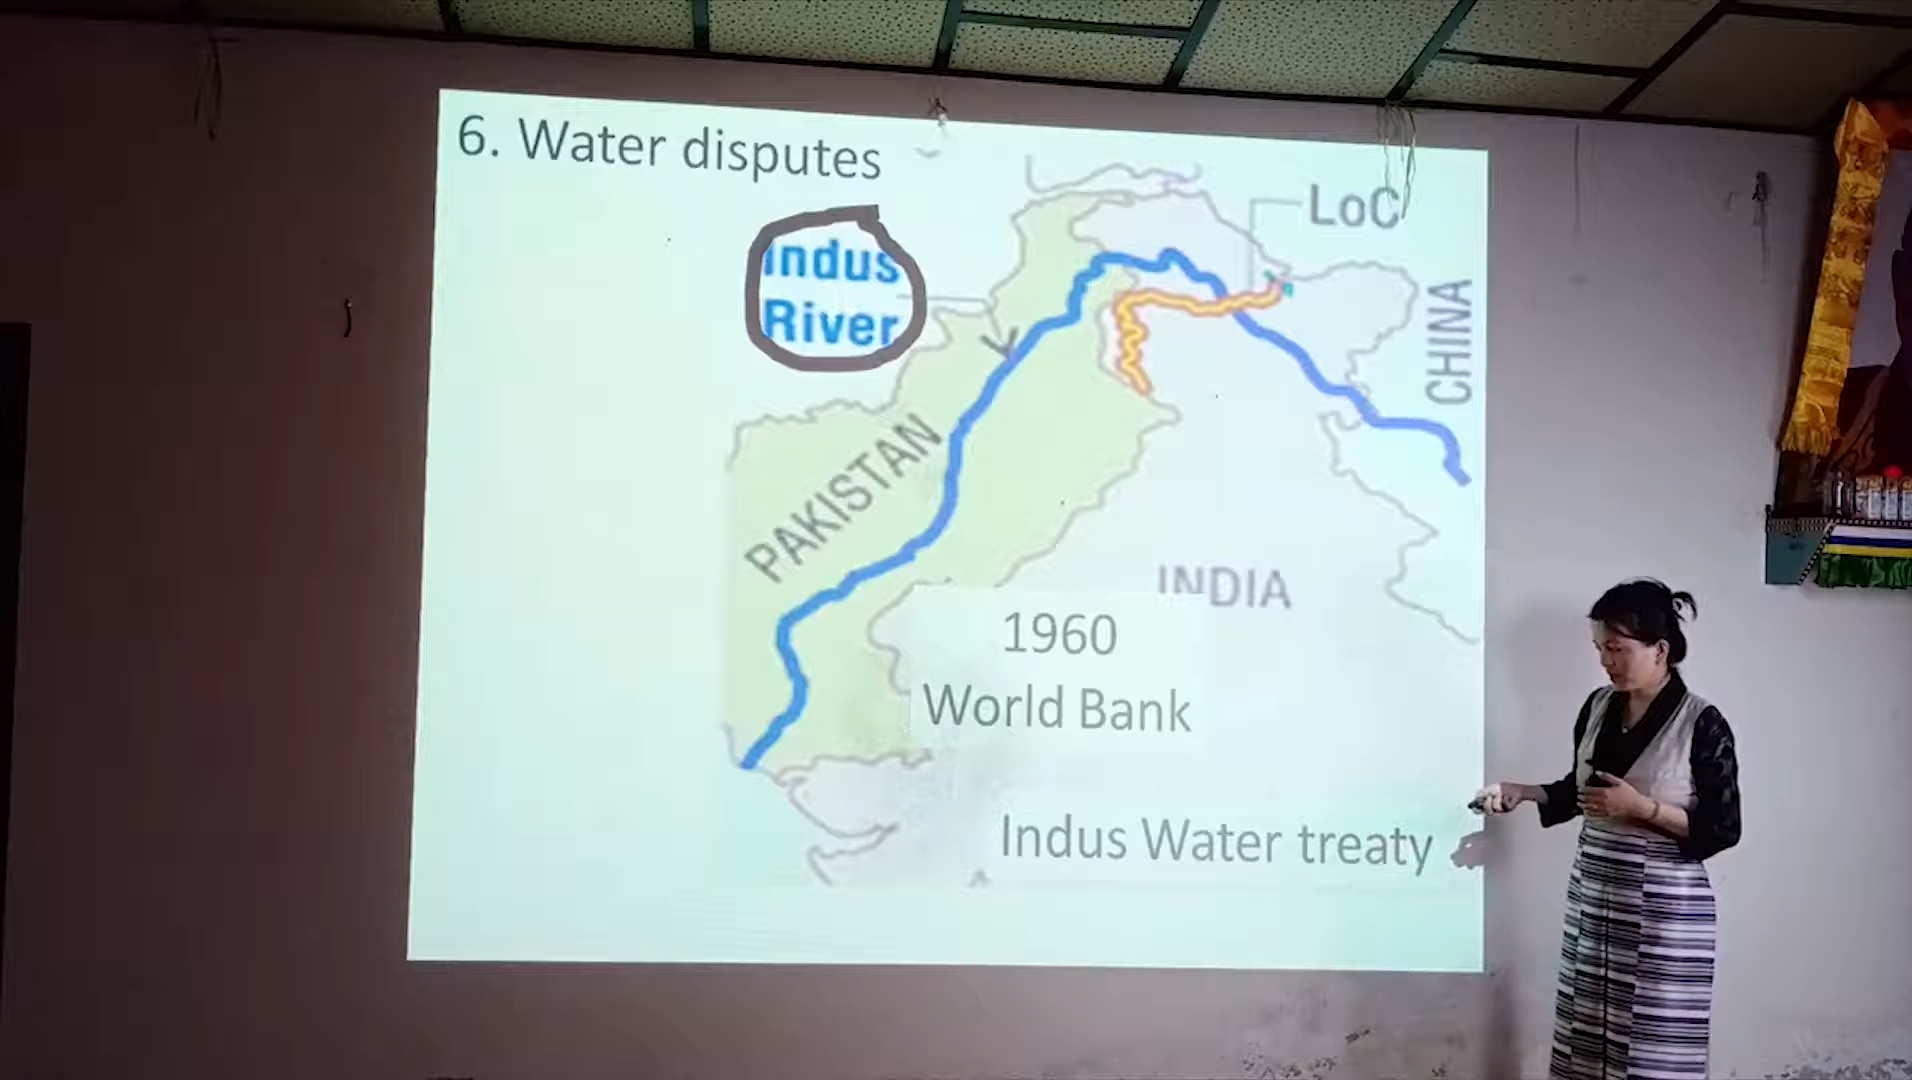 6. Water disputes
LoC
Indus
River
CHINA
PAKISTAN
INDIA
1960
World Bank
Indus Water treaty